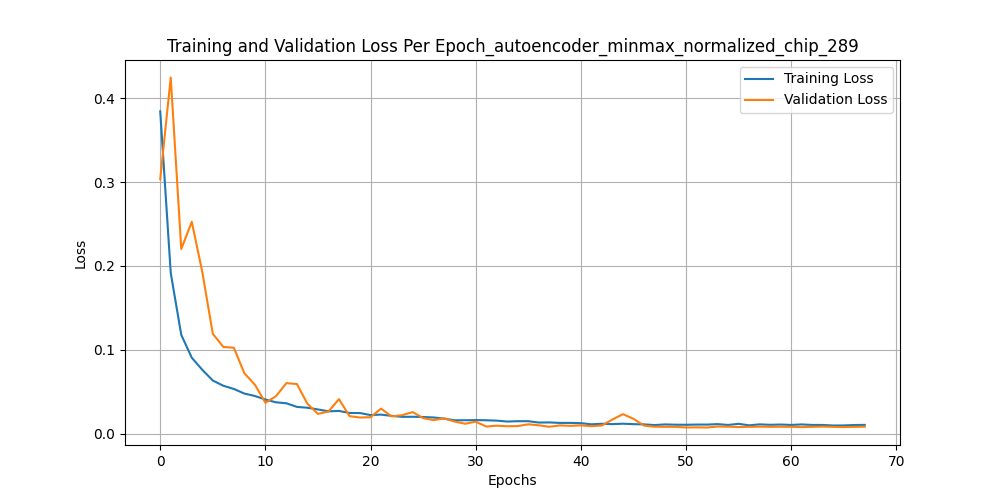 Training and Validation Loss Per Epoch_autoencoder_minmax_normalized_chip_289
Training Loss
Validation Loss
Loss
0.4
0.3
0.2
0.1
0.0
0 10 20 30 40 50 60 70
Epochs